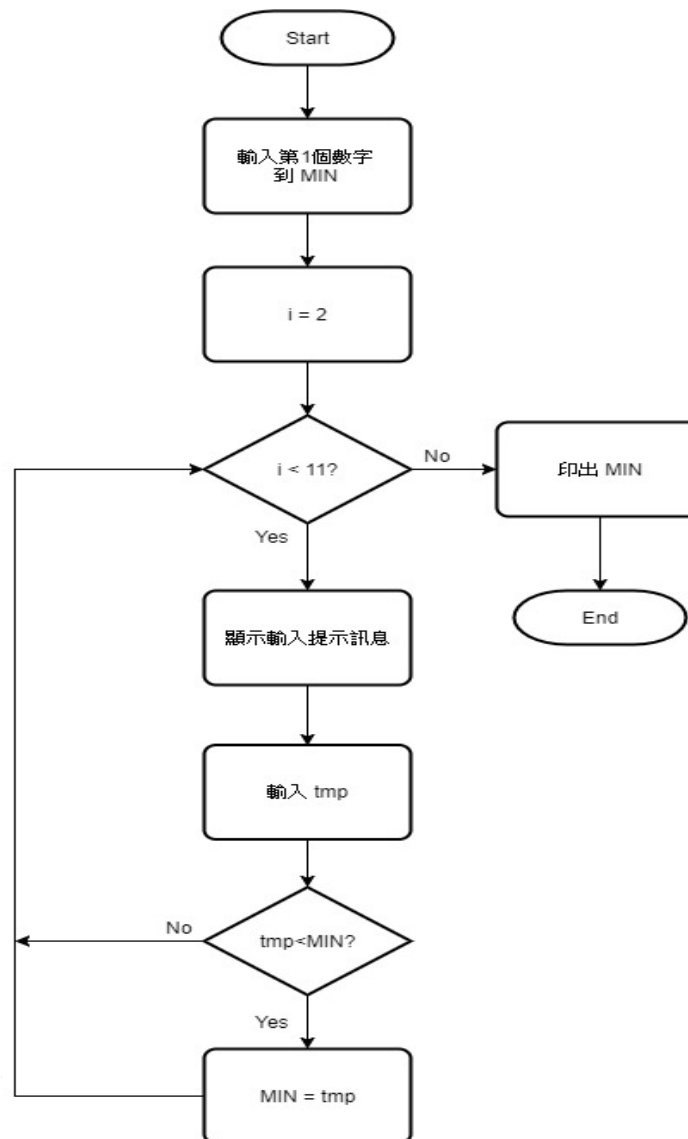 Start
輸入第1個數字
到 MIN
i = 2
i < 11?
No
印出 MIN
End
Yes
顯示輸入提示訊息
輸入 tmp
tmp<MIN?
No
Yes
MIN = tmp